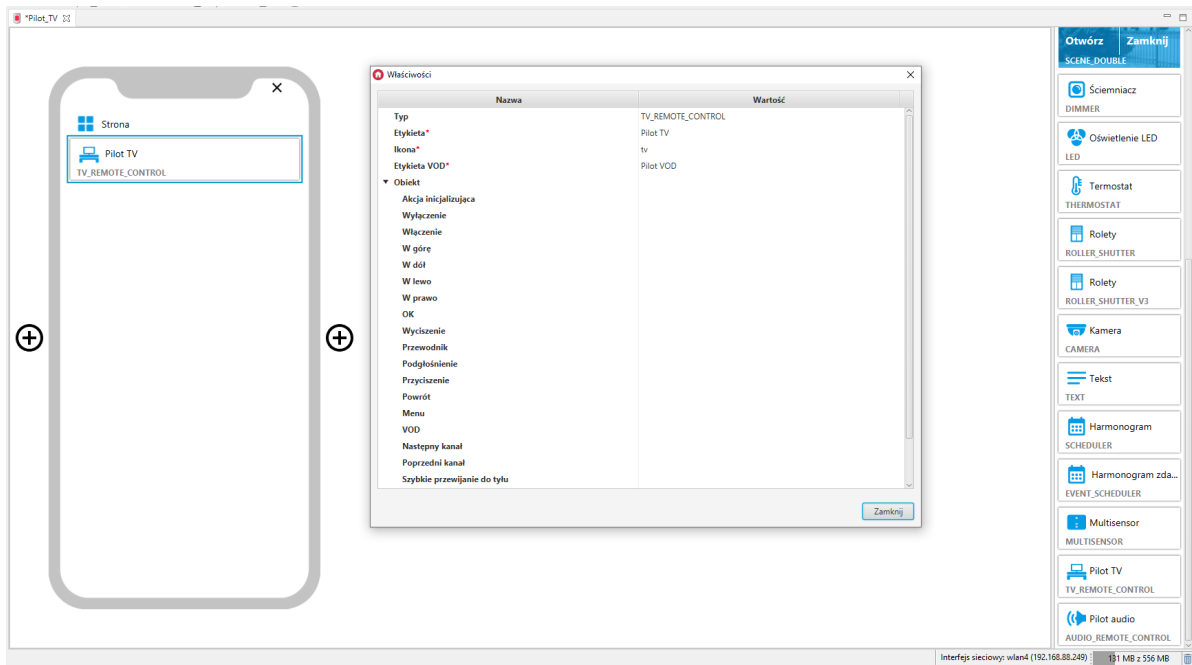 *Pilot_TV
Strona
Pilot TV
TV_REMOTE_CONTROL
Właściwości
Nazwa Wartość
Typ TV_REMOTE_CONTROL
Etykieta* Pilot TV
Ikona* tv
Etykieta VOD* Pilot VOD
Obiekt
Akcja inicjalizująca
Wyłączenie
Włączenie
W górę
W dół
W lewo
W prawo
OK
Wyciszenie
Przewodnik
Podgłośnienie
Przyciszenie
Powrót
Menu
VOD
Następny kanał
Poprzedni kanał
Szybkie przewijanie do tyłu
Zamknij
Otwórz Zamknij
SCENE_DOUBLE
Ściemniacz
DIMMER
Oświetlenie LED
LED
Termostat
THERMOSTAT
Rolety
ROLLER_SHUTTER
Rolety
ROLLER_SHUTTER_V3
Kamera
CAMERA
Tekst
TEXT
Harmonogram
SCHEDULER
Harmonogram zda...
EVENT_SCHEDULER
Multisensor
MULTISENSOR
Pilot TV
TV_REMOTE_CONTROL
Pilot audio
AUDIO_REMOTE_CONTROL
Interfejs sieciowy: wlan4 (192.168.88.249) 131 MB z 556 MB